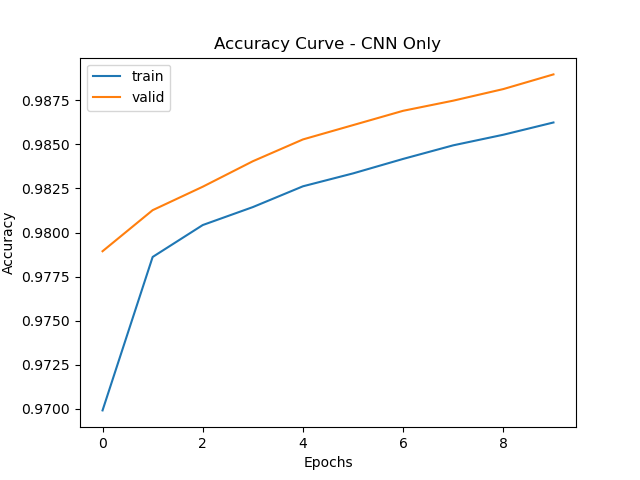 Accuracy Curve - CNN Only
train
valid
0.9875
0.9850
0.9825
0.9800
0.9775
0.9750
0.9725
0.9700
Accuracy
0 2 4 6 8
Epochs